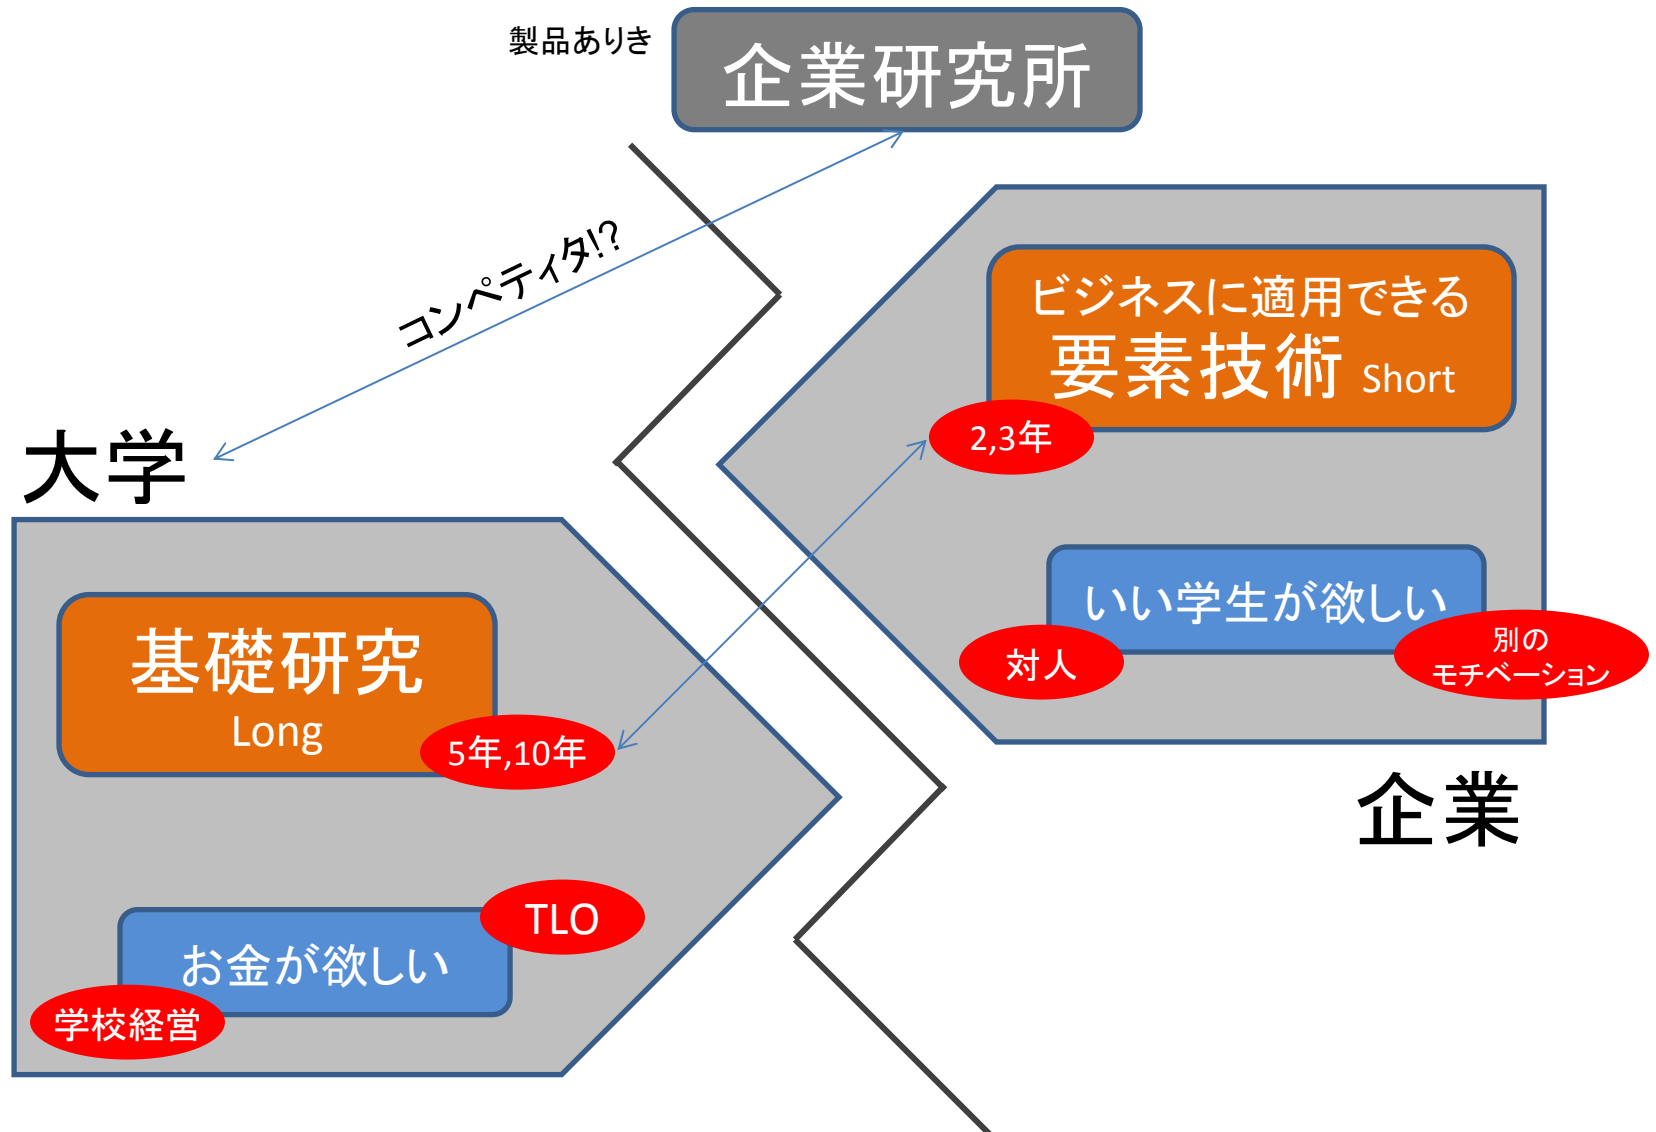 製品ありき
企業研究所
コンペティタ!?
ビジネスに適用できる
要素技術 Short
2,3年
いい学生が欲しい
対人
別の
モチベーション
企業
大学
基礎研究
Long
5年,10年
TLO
お金が欲しい
学校経営